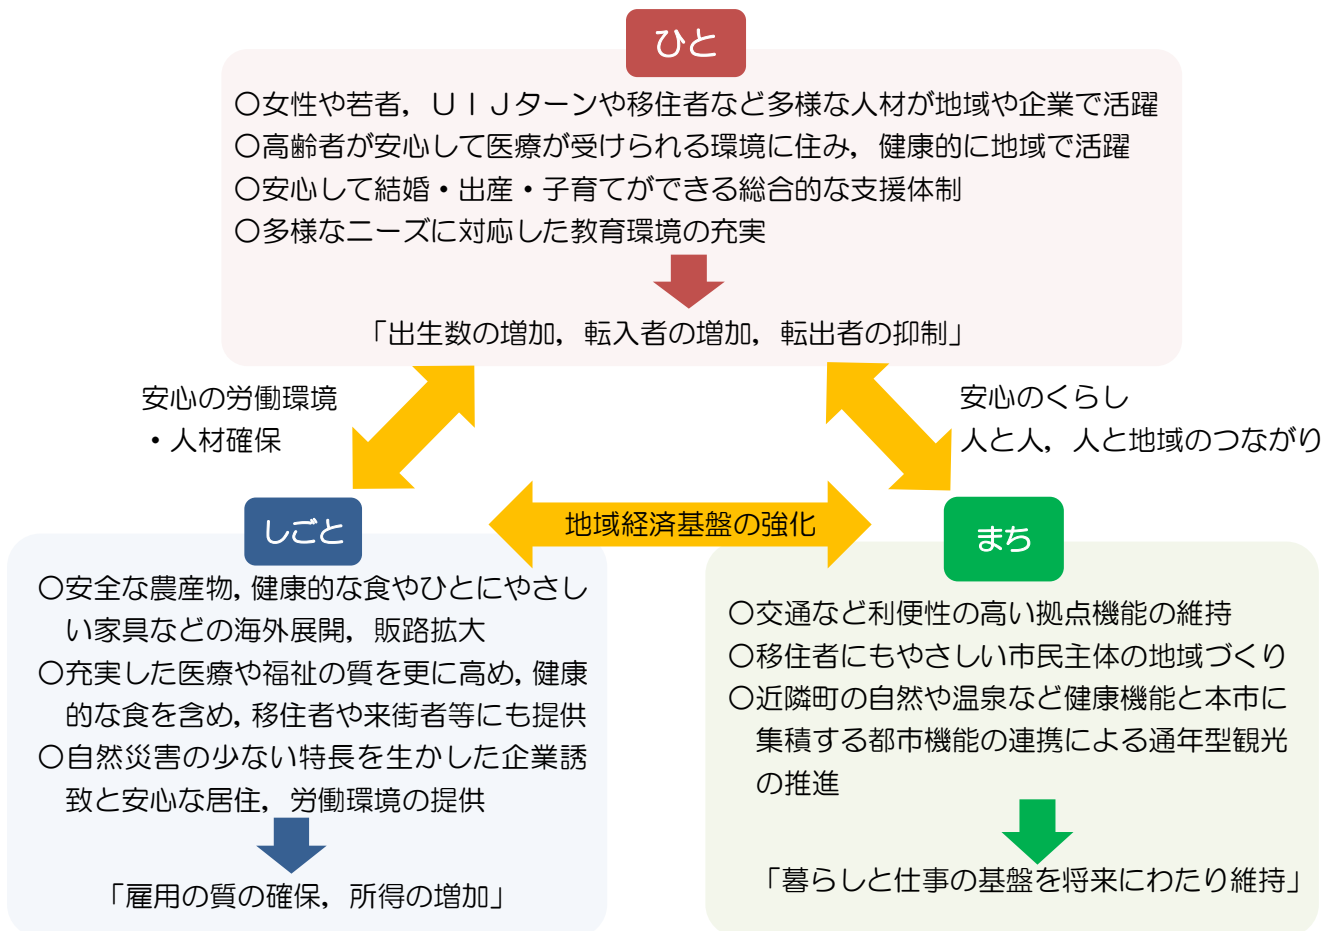 ひと
○女性や若者，ＵＩＪターンや移住者など多様な人材が地域や企業で活躍
○高齢者が安心して医療が受けられる環境に住み，健康的に地域で活躍
○安心して結婚・出産・子育てができる総合的な支援体制
○多様なニーズに対応した教育環境の充実
「出生数の増加，転入者の増加，転出者の抑制」
安心の労働環境
・人材確保
安心のくらし
人と人，人と地域のつながり
地域経済基盤の強化
しごと
○安全な農産物，健康的な食やひとにやさし
い家具などの海外展開，販路拡大
○充実した医療や福祉の質を更に高め，健康
的な食を含め，移住者や来街者等にも提供
○自然災害の少ない特長を生かした企業誘
致と安心な居住，労働環境の提供
「雇用の質の確保，所得の増加」
まち
○交通など利便性の高い拠点機能の維持
○移住者にもやさしい市民主体の地域づくり
○近隣町の自然や温泉など健康機能と本市に
集積する都市機能の連携による通年型観光
の推進
「暮らしと仕事の基盤を将来にわたり維持」